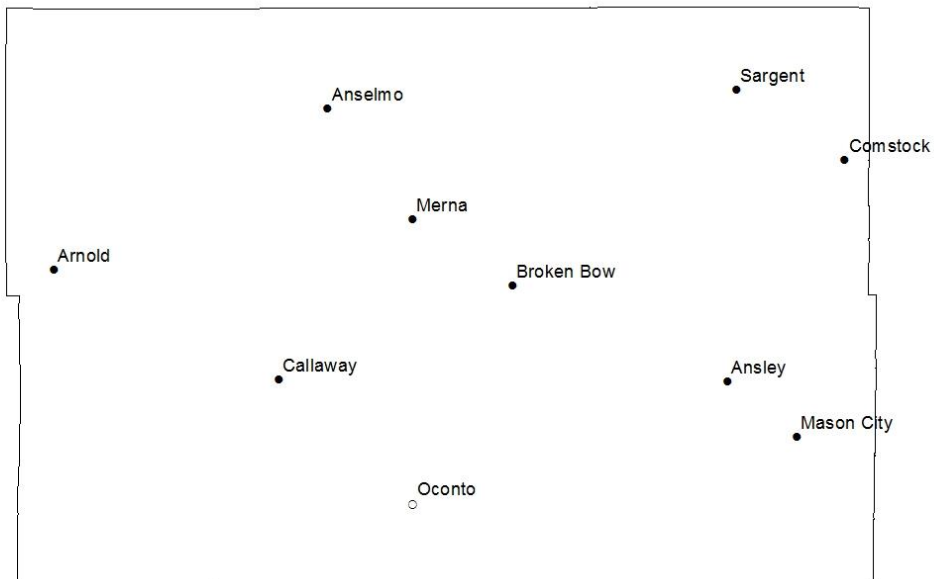 Sargent
Anselmo
Comstock
Merna
Arnold
Broken Bow
Callaway
Ansley
Mason City
Oconto